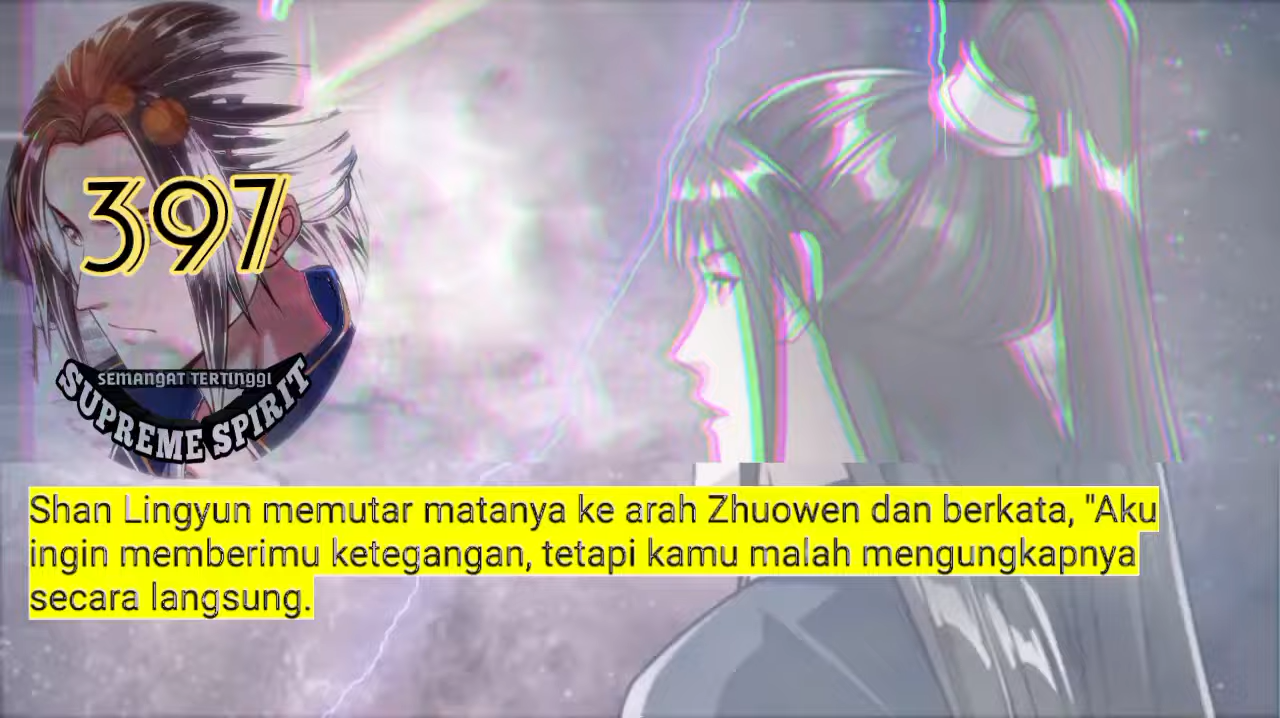 397
SEMANGAT TERTINGGI
SUPREME SPIRIT
Shan Lingyun memutar matanya ke arah Zhuowen dan berkata, "Aku
ingin memberimu ketegangan, tetapi kamu malah mengungkapnya
secara langsung.